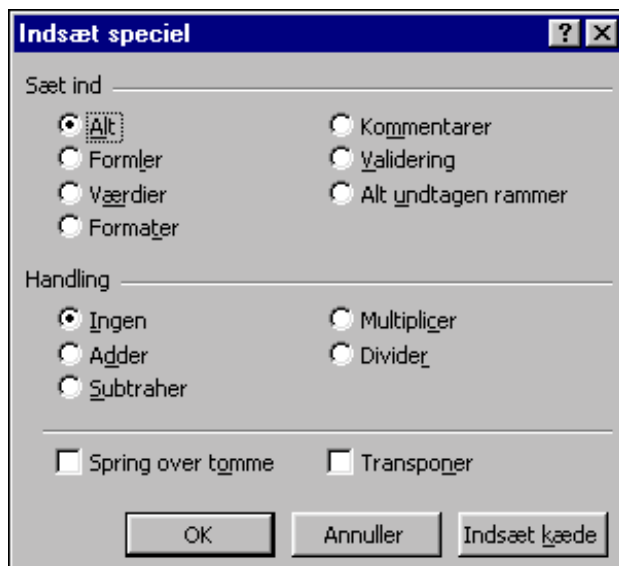 Indsæt speciel
Sæt ind
Alt Kommentarer
Formler Validering
Værdier Alt undtagen rammer
Formater
Handling
Ingen Multiplicer
Adder Divider
Subtraher
Spring over tomme Transponer
OK Annuller Indsæt kæde